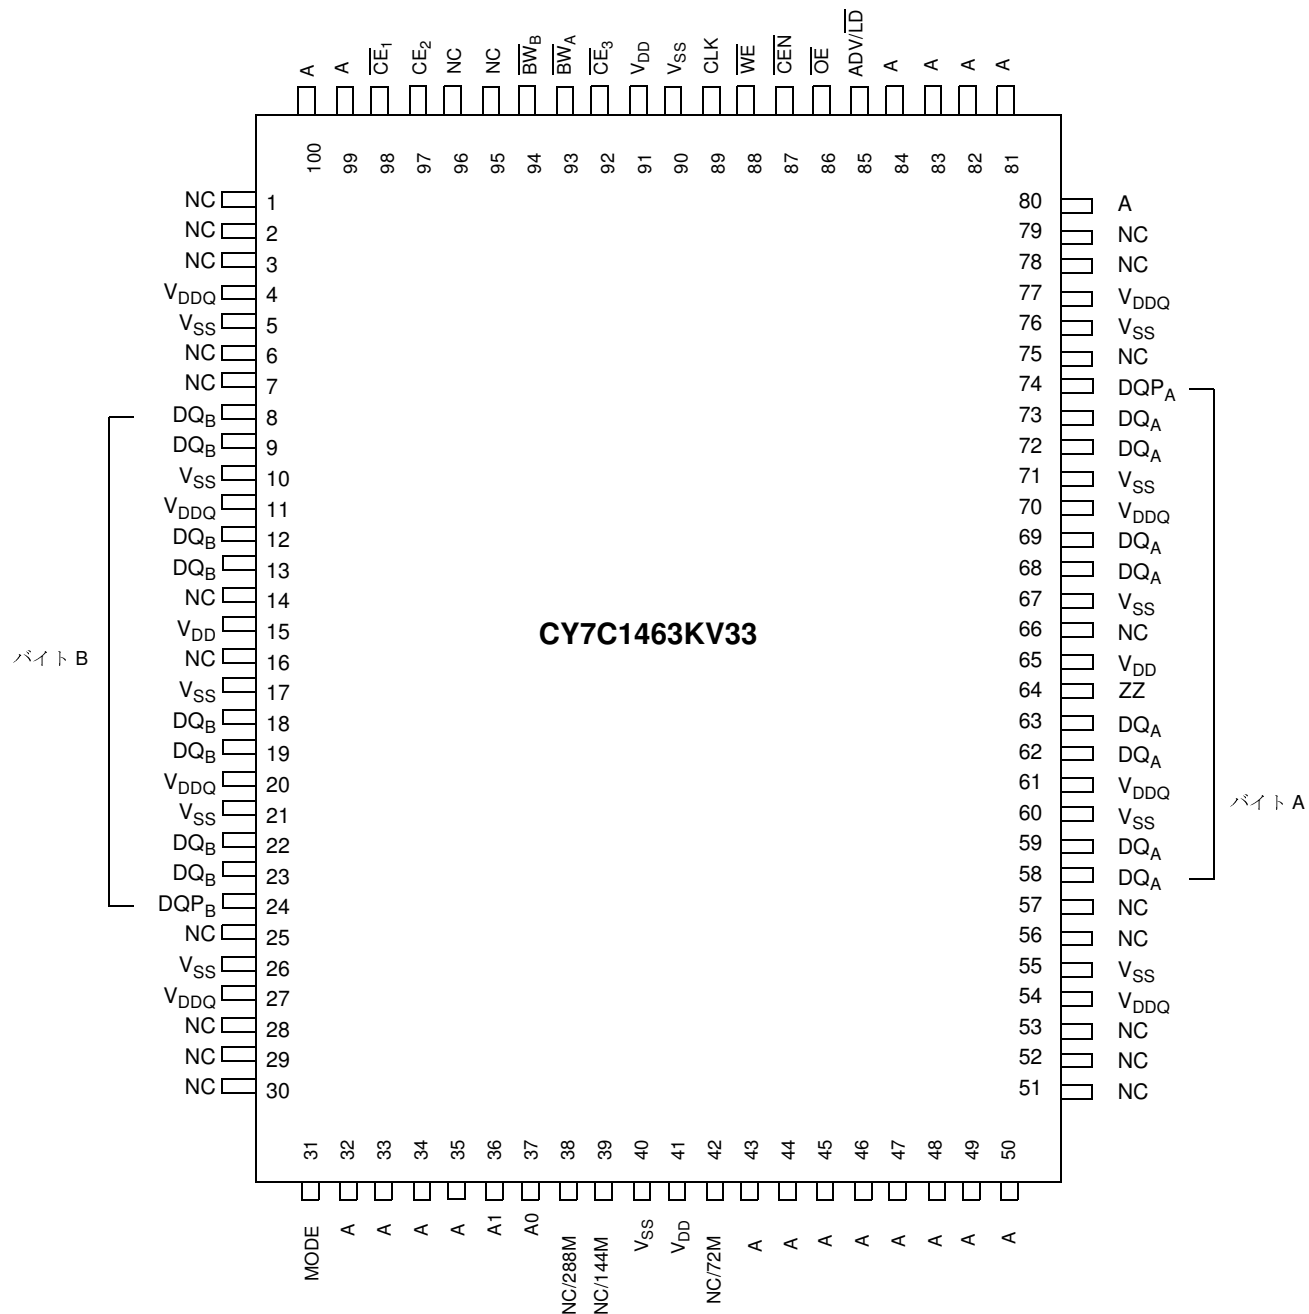 A A CE1 CE2 NC NC BWB BWA CE3 VDD VSS CLK WE CEN OE ADV/LD A A A A
100 99 98 97 96 95 94 93 92 91 90 89 88 87 86 85 84 83 82 81
NC 1 80 A
NC 2 79 NC
NC 3 78 NC
VDDQ 4 77 VDDQ
VSS 5 76 VSS
NC 6 75 NC
NC 7 74 DQPA
DQB 8 73 DQA
DQB 9 72 DQA
VSS 10 71 VSS
VDDQ 11 70 VDDQ
DQB 12 69 DQA
DQB 13 68 DQA
NC 14 67 VSS
CY7C1463KV33
VDD 15 66 NC
バイト B
NC 16 65 VDD
VSS 17 64 ZZ
DQB 18 63 DQA
DQB 19 62 DQA
VDDQ 20 61 VDDQ
バイト A
VSS 21 60 VSS
DQB 22 59 DQA
DQB 23 58 DQA
DQPB 24 57 NC
NC 25 56 NC
VSS 26 55 VSS
VDDQ 27 54 VDDQ
NC 28 53 NC
NC 29 52 NC
NC 30 51 NC
31 32 33 34 35 36 37 38 39 40 41 42 43 44 45 46 47 48 49 50
MODE A A A A A1 A0 NC/288M NC/144M VSS VDD NC/72M A A A A A A A A